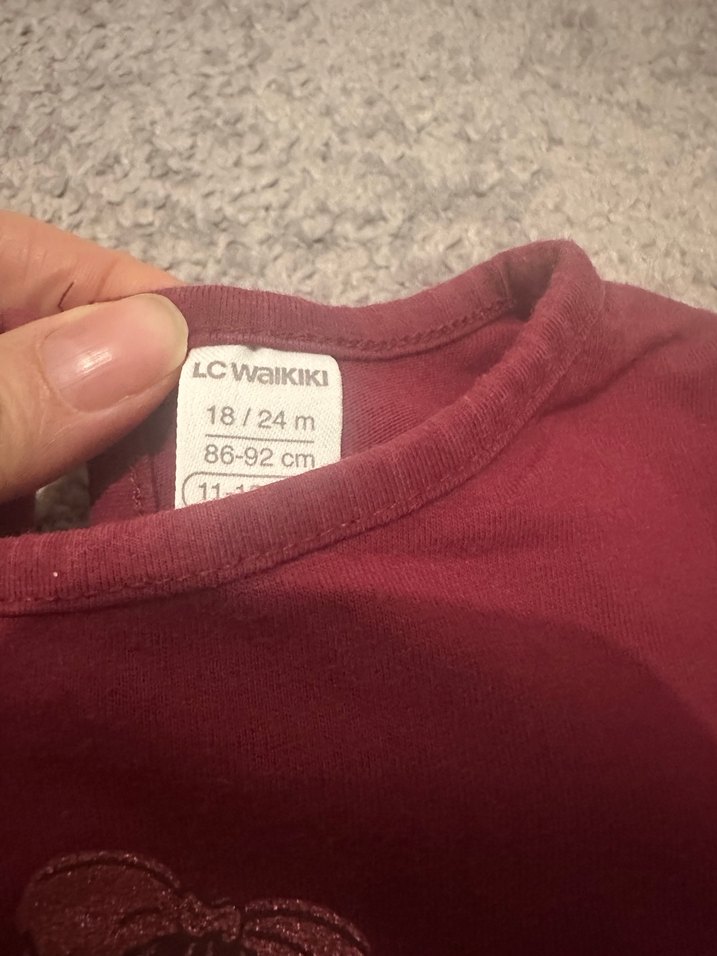 LC WAIKIKI
18 / 24 m
86-92 cm